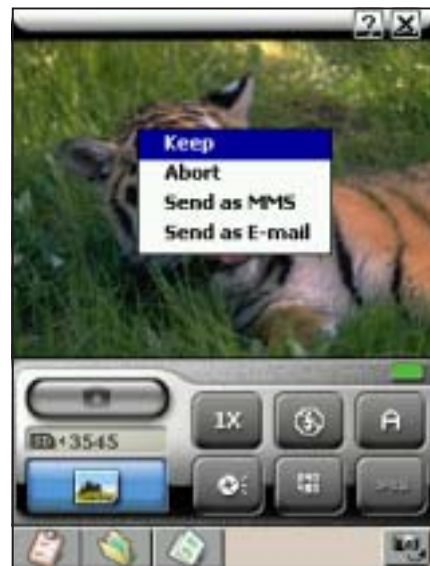 ?
X
Keep
Abort
Send as MMS
Send as E-mail
1X
A
3545